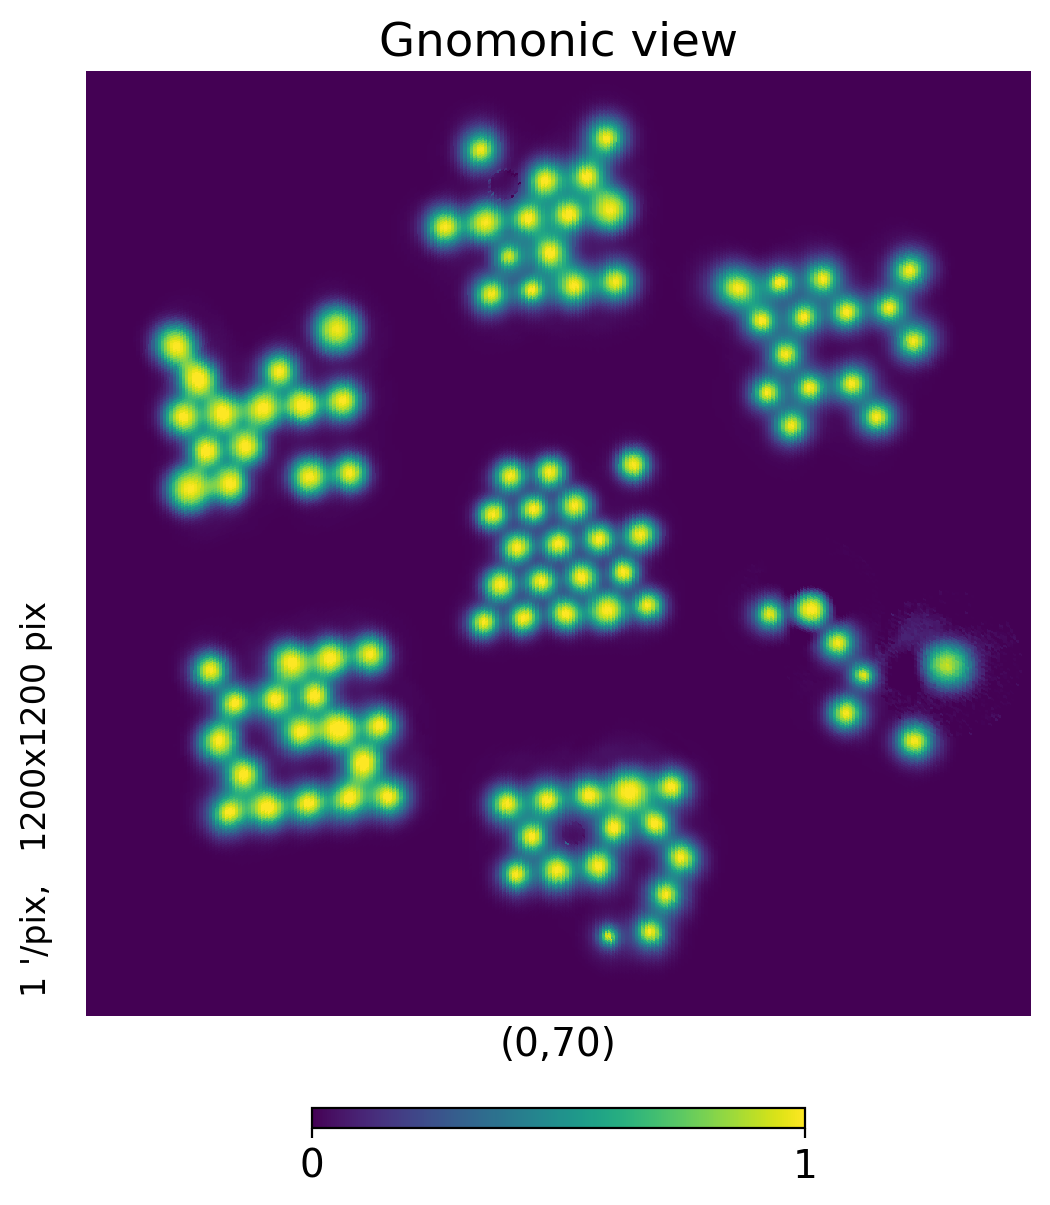 Gnomonic view
1 '/pix,   1200x1200 pix
(0,70)
0 1